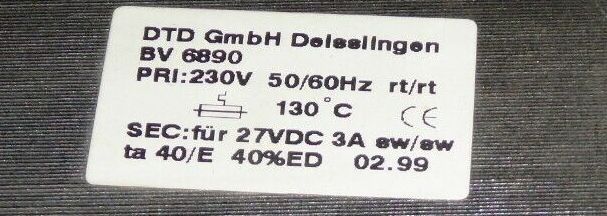 DTD GmbH Deisslingen
BV 6890
PRI:230V 50/60Hz rt/rt
130°C CE
SEC:für 27VDC 3A sw/sw
ta 40/E 40%ED 02.99